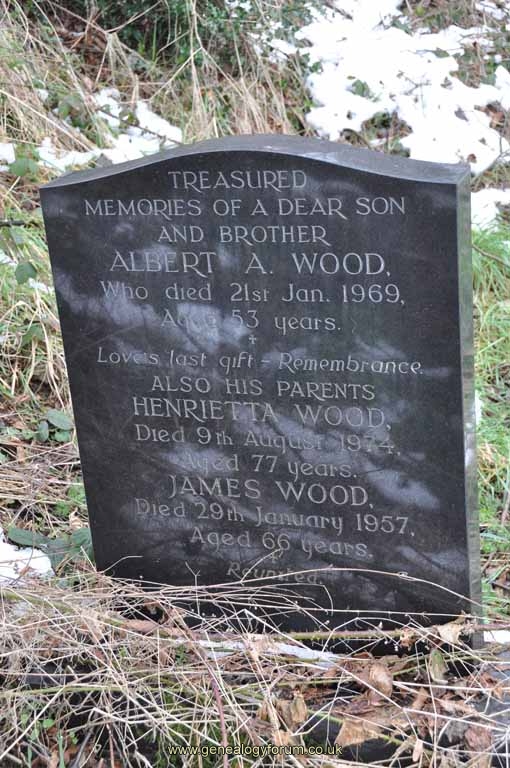 TREASURED
MEMORIES OF A DEAR SON
AND BROTHER
ALBERT A. WOOD,
Who died 21st Jan. 1969,
Aged 53 years.
Love's last gift - Remembrance.
ALSO HIS PARENTS
HENRIETTA WOOD,
Died 9th August 1974,
Aged 77 years.
JAMES WOOD,
Died 29th January 1957,
Aged 66 years.
Reunited.
www.genealogyforum.co.uk